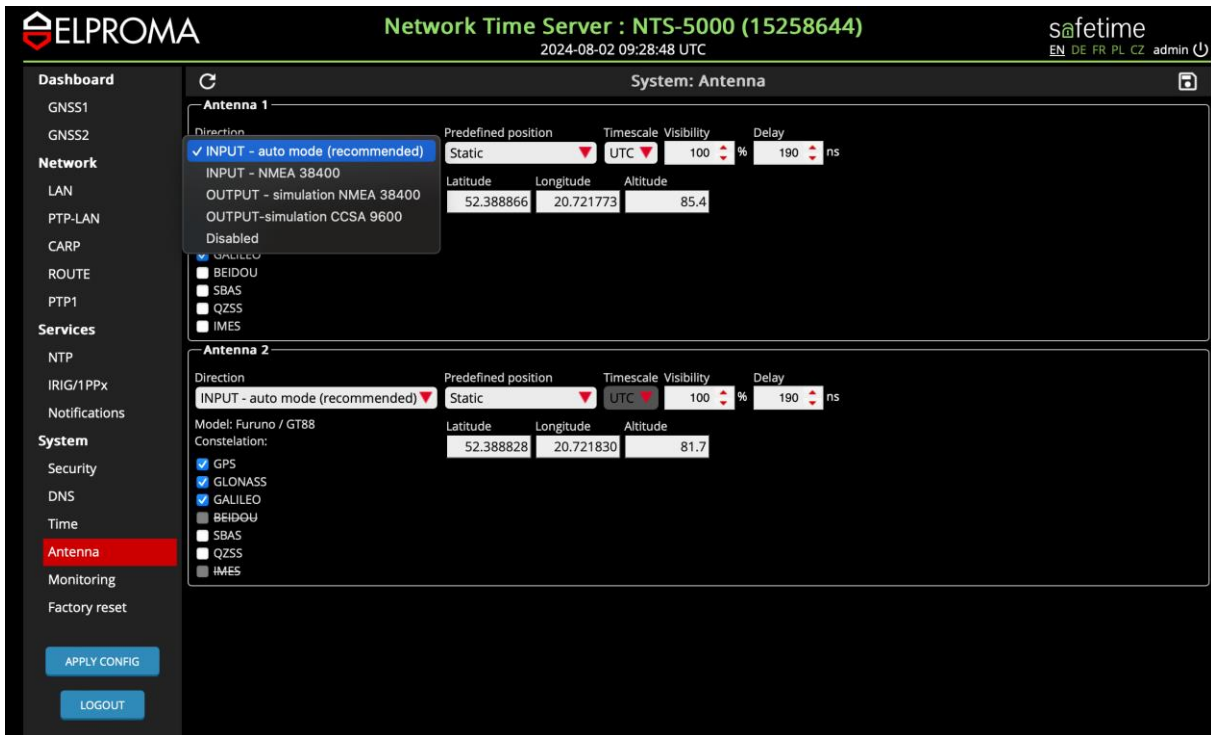 ELPROMA
Network Time Server : NTS-5000 (15258644)
2024-08-02 09:28:48 UTC
safetime
EN DE FR PL CZ admin
Dashboard
GNSS1
GNSS2
Network
LAN
PTP-LAN
CARP
ROUTE
PTP1
Services
NTP
IRIG/1PPx
Notifications
System
Security
DNS
Time
Antenna
Monitoring
Factory reset
APPLY CONFIG
LOGOUT
System: Antenna
Antenna 1
Direction
✓ INPUT - auto mode (recommended)
INPUT - NMEA 38400
OUTPUT - simulation NMEA 38400
OUTPUT-simulation CCSA 9600
Disabled
Predefined position Timescale Visibility Delay
Static UTC 100 % 190 ns
Latitude Longitude Altitude
52.388866 20.721773 85.4
GALILEO
BEIDOU
SBAS
QZSS
IMES
Antenna 2
Direction Predefined position Timescale Visibility Delay
INPUT - auto mode (recommended) Static UTC 100 % 190 ns
Model: Furuno / GT88 Latitude Longitude Altitude
Constelation: 52.388828 20.721830 81.7
GPS
GLONASS
GALILEO
BEIDOU
SBAS
QZSS
IMES